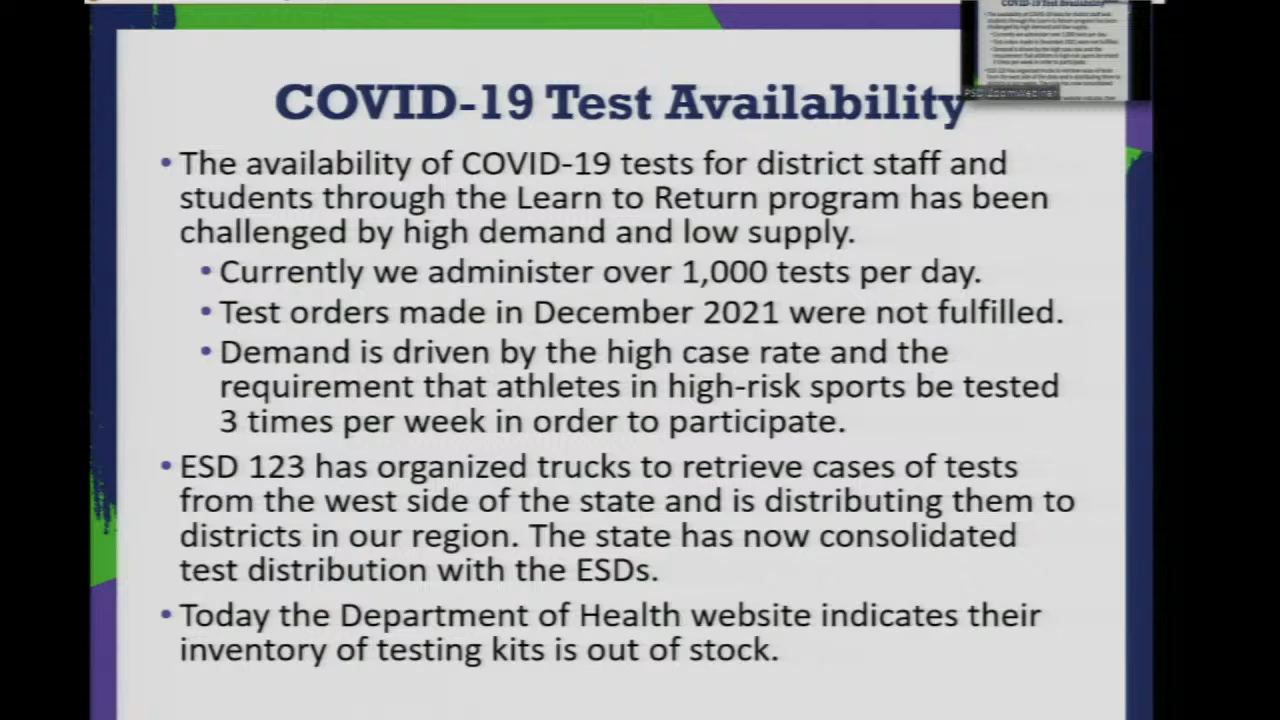 COVID-19 Test Availability
• The availability of COVID-19 tests for district staff and
students through the Learn to Return program has been
challenged by high demand and low supply.
• Currently we administer over 1,000 tests per day.
• Test orders made in December 2021 were not fulfilled.
• Demand is driven by the high case rate and the
requirement that athletes in high-risk sports be tested
3 times per week in order to participate.
• ESD 123 has organized trucks to retrieve cases of tests
from the west side of the state and is distributing them to
districts in our region. The state has now consolidated
test distribution with the ESDs.
• Today the Department of Health website indicates their
inventory of testing kits is out of stock.